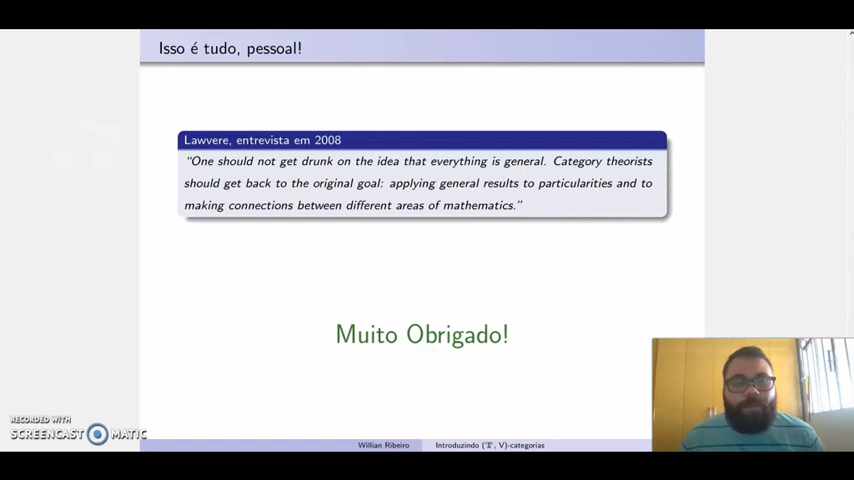 Isso é tudo, pessoal!
Lawvere, entrevista em 2008
“One should not get drunk on the idea that everything is general. Category theorists
should get back to the original goal: applying general results to particularities and to
making connections between different areas of mathematics.”
Muito Obrigado!
RECORDED WITH
SCREENCAST MATIC
Willian Ribeiro
Introduzindo (𝕋, V)-categorias